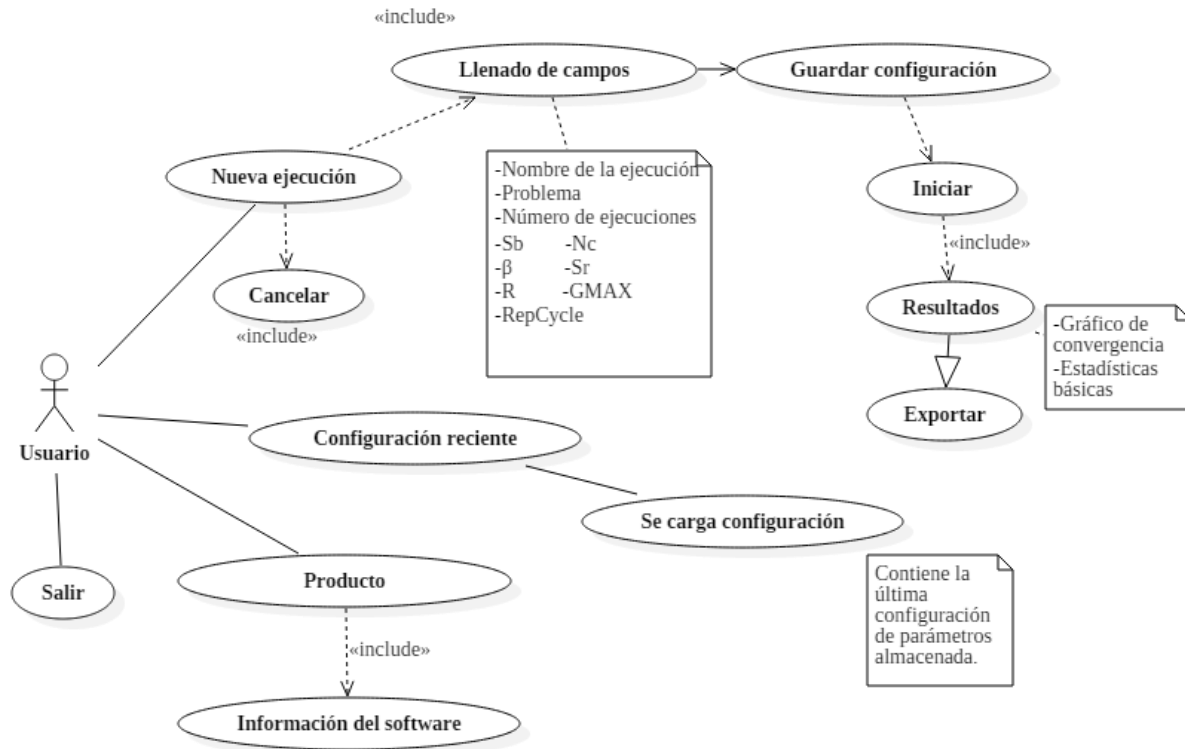 «include»
Llenado de campos
Guardar configuración
Nueva ejecución
-Nombre de la ejecución
-Problema
-Número de ejecuciones
-Sb -Nc
-β -Sr
-R -GMAX
-RepCycle
Iniciar
«include»
Cancelar
«include»
Resultados
-Gráfico de
convergencia
-Estadísticas
básicas
Exportar
Usuario
Configuración reciente
Se carga configuración
Contiene la
última
configuración
de parámetros
almacenada.
Salir
Producto
«include»
Información del software